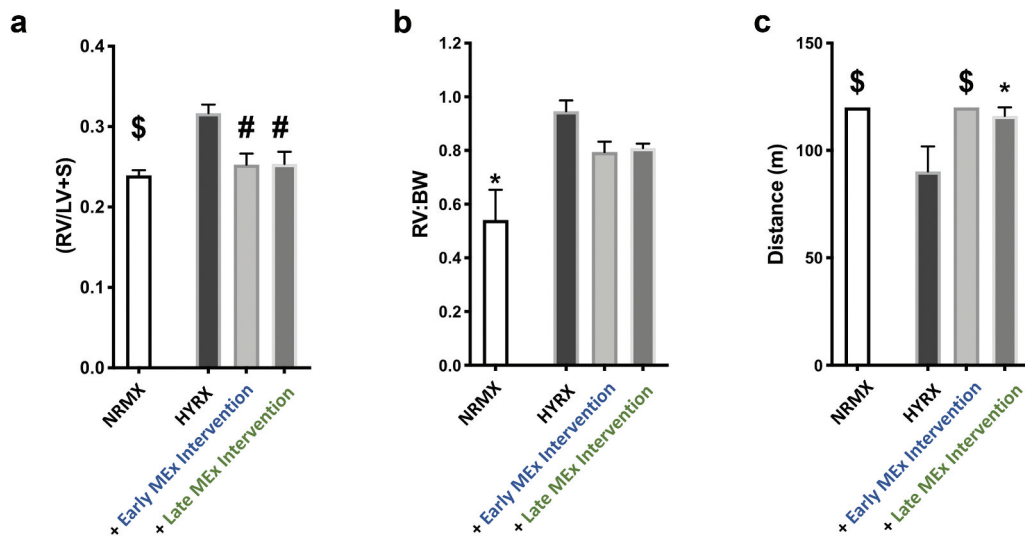 a
0.4
0.3
0.2
0.1
0.0
(RV/LV+S)
$
#
#
NRMX
HYRX
+ Early MEx Intervention
+ Late MEx Intervention
b
1.2
1.0
0.8
0.6
0.4
0.2
0.0
RV:BW
*
NRMX
HYRX
+ Early MEx Intervention
+ Late MEx Intervention
c
150
100
50
0
Distance (m)
$
$
*
NRMX
HYRX
+ Early MEx Intervention
+ Late MEx Intervention